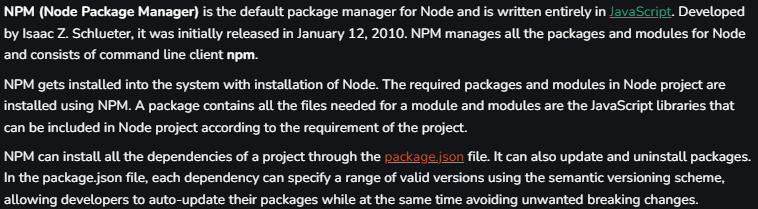 NPM (Node Package Manager) is the default package manager for Node and is written entirely in JavaScript. Developed
by Isaac Z. Schlueter, it was initially released in January 12, 2010. NPM manages all the packages and modules for Node
and consists of command line client npm.
NPM gets installed into the system with installation of Node. The required packages and modules in Node project are
installed using NPM. A package contains all the files needed for a module and modules are the JavaScript libraries that
can be included in Node project according to the requirement of the project.
NPM can install all the dependencies of a project through the package.json file. It can also update and uninstall packages.
In the package.json file, each dependency can specify a range of valid versions using the semantic versioning scheme,
allowing developers to auto-update their packages while at the same time avoiding unwanted breaking changes.